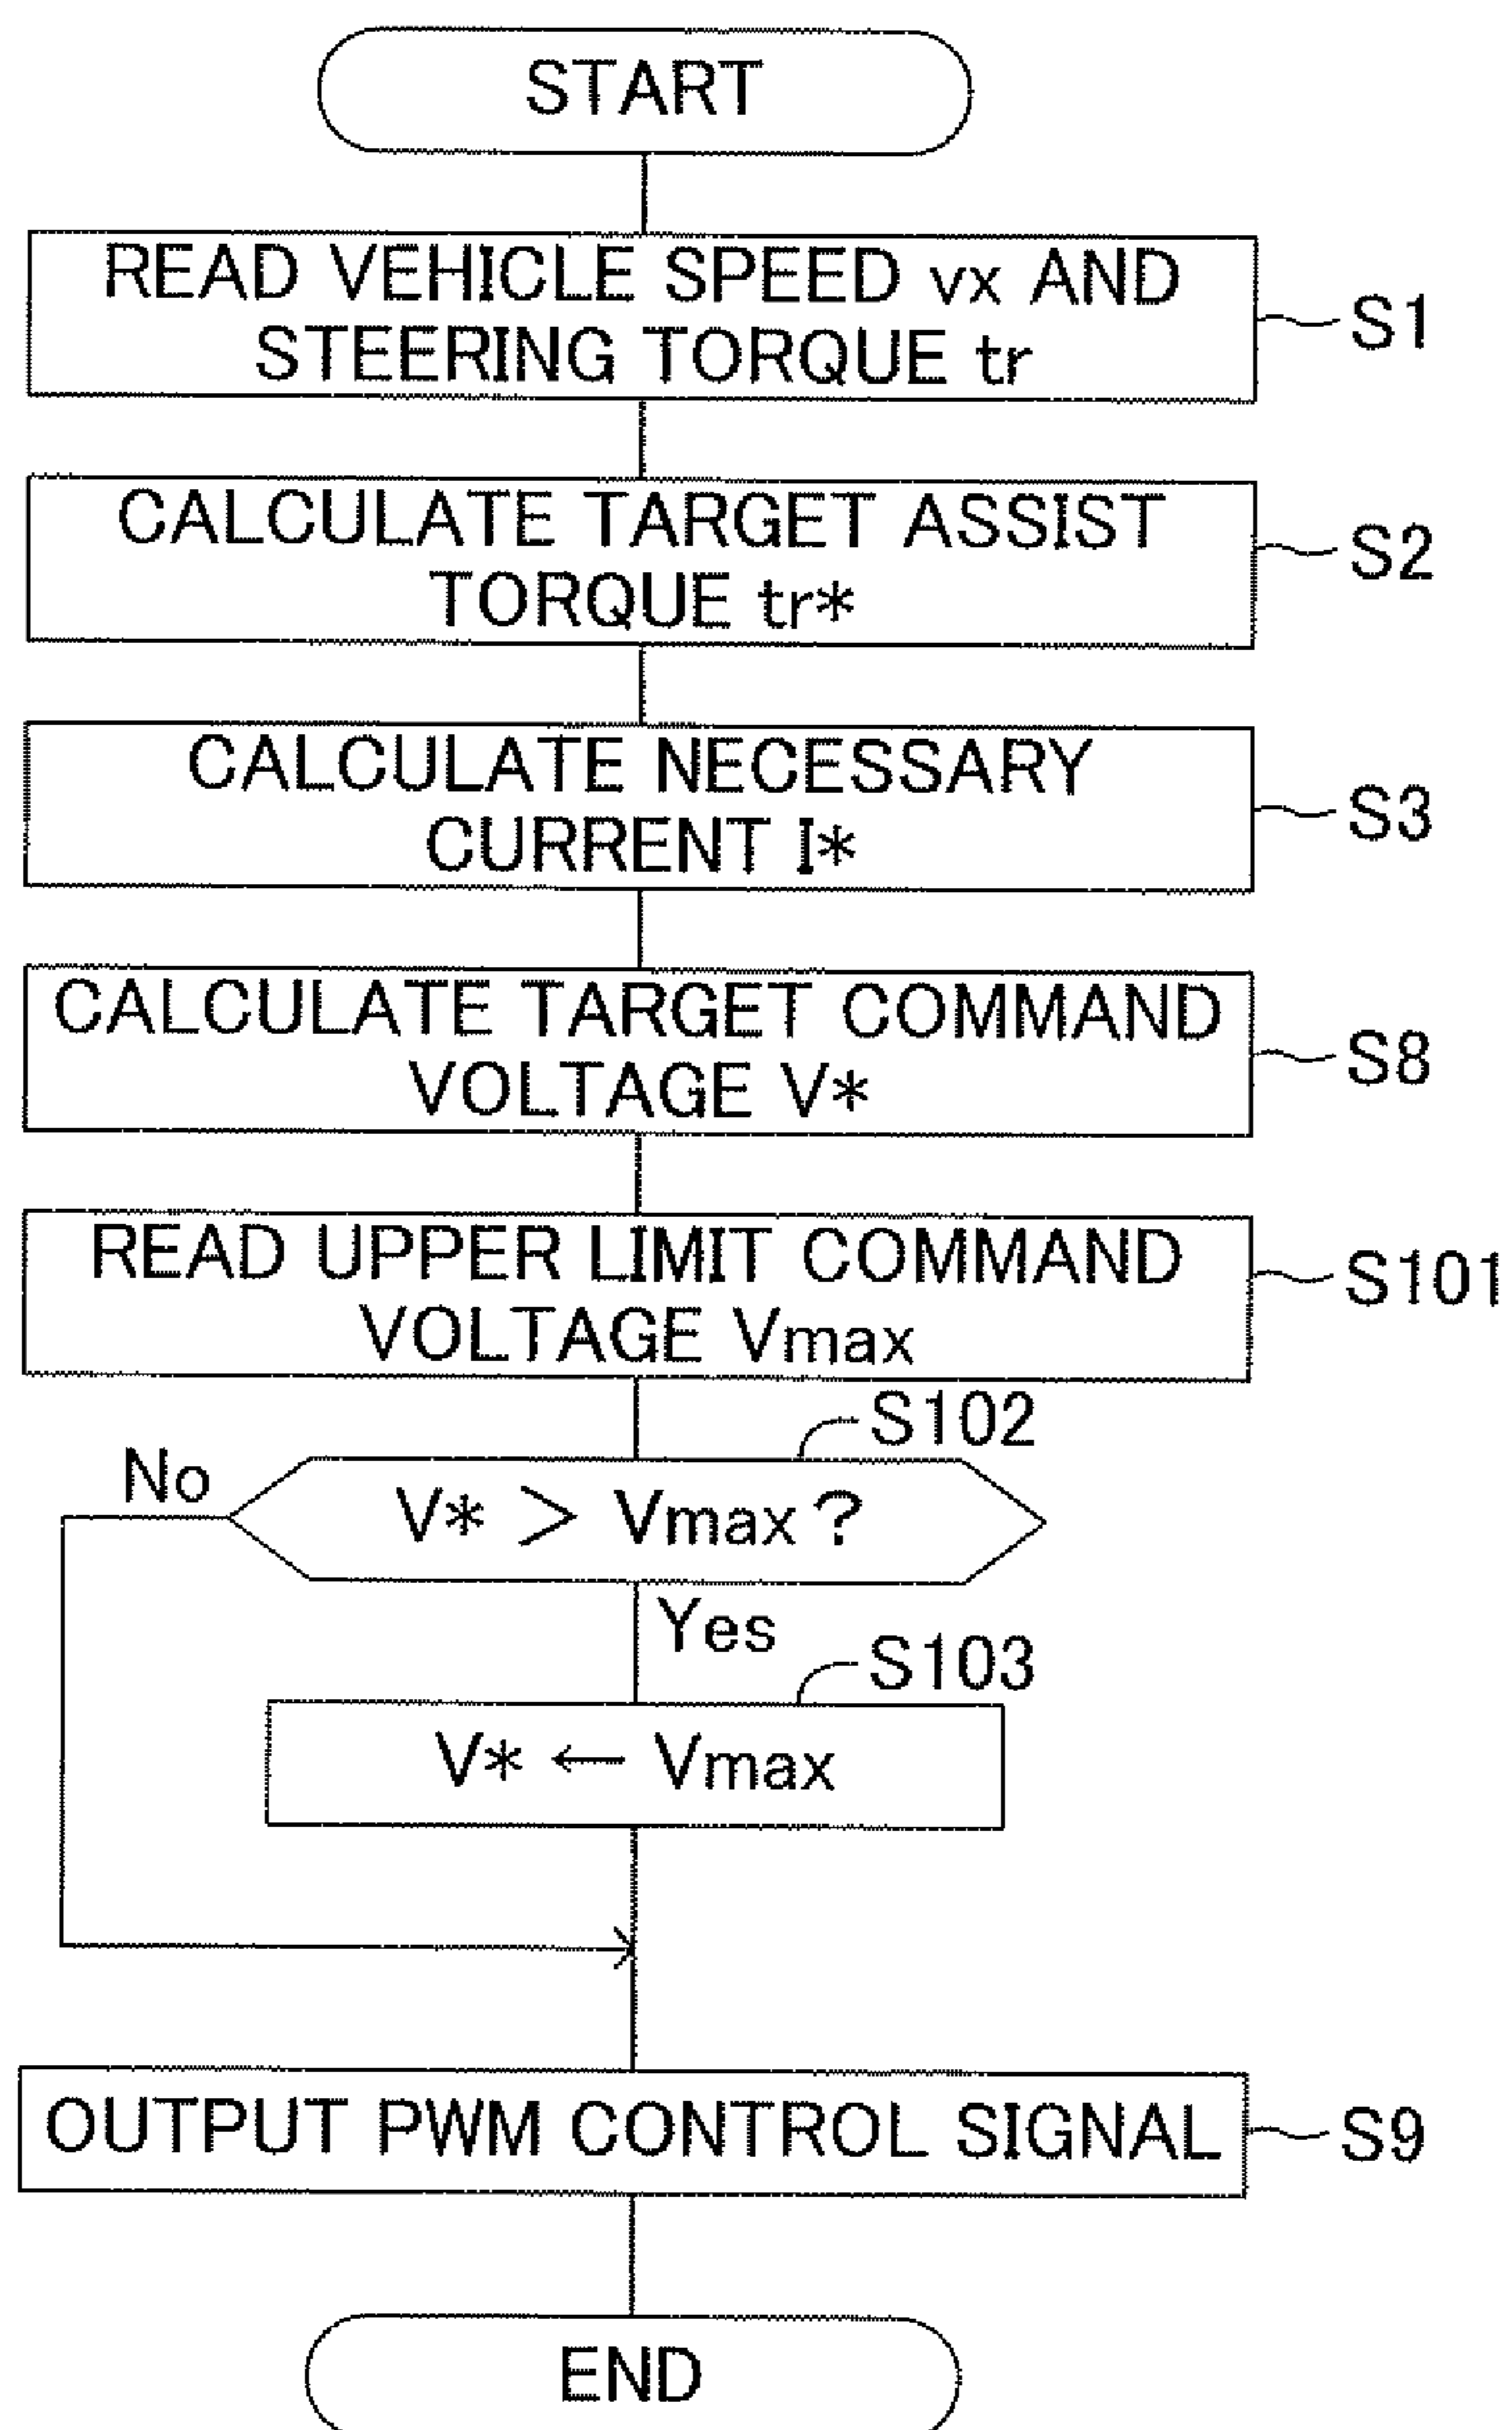 START
READ VEHICLE SPEED vx AND
STEERING TORQUE tr
S1
CALCULATE TARGET ASSIST
TORQUE tr*
S2
CALCULATE NECESSARY
CURRENT I*
S3
CALCULATE TARGET COMMAND
VOLTAGE V*
S8
READ UPPER LIMIT COMMAND
VOLTAGE Vmax
S101
S102
No
V* > Vmax ?
Yes
S103
V* ← Vmax
OUTPUT PWM CONTROL SIGNAL
S9
END